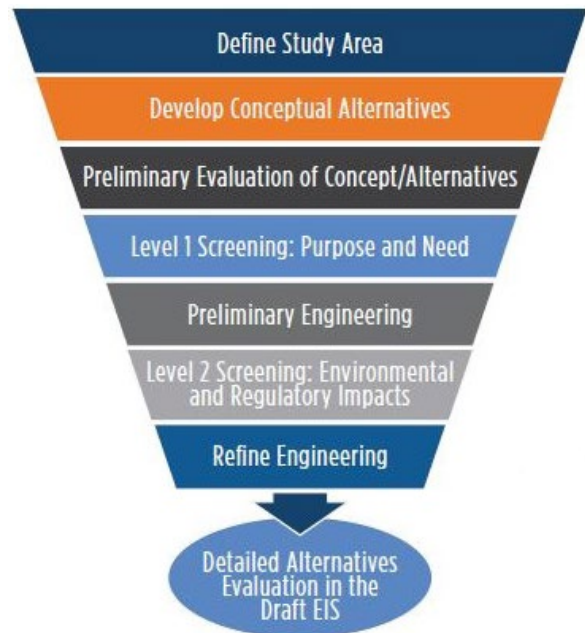 Define Study Area
Develop Conceptual Alternatives
Preliminary Evaluation of Concept/Alternatives
Level 1 Screening: Purpose and Need
Preliminary Engineering
Level 2 Screening: Environmental
and Regulatory Impacts
Refine Engineering
Detailed Alternatives
Evaluation in the
Draft EIS